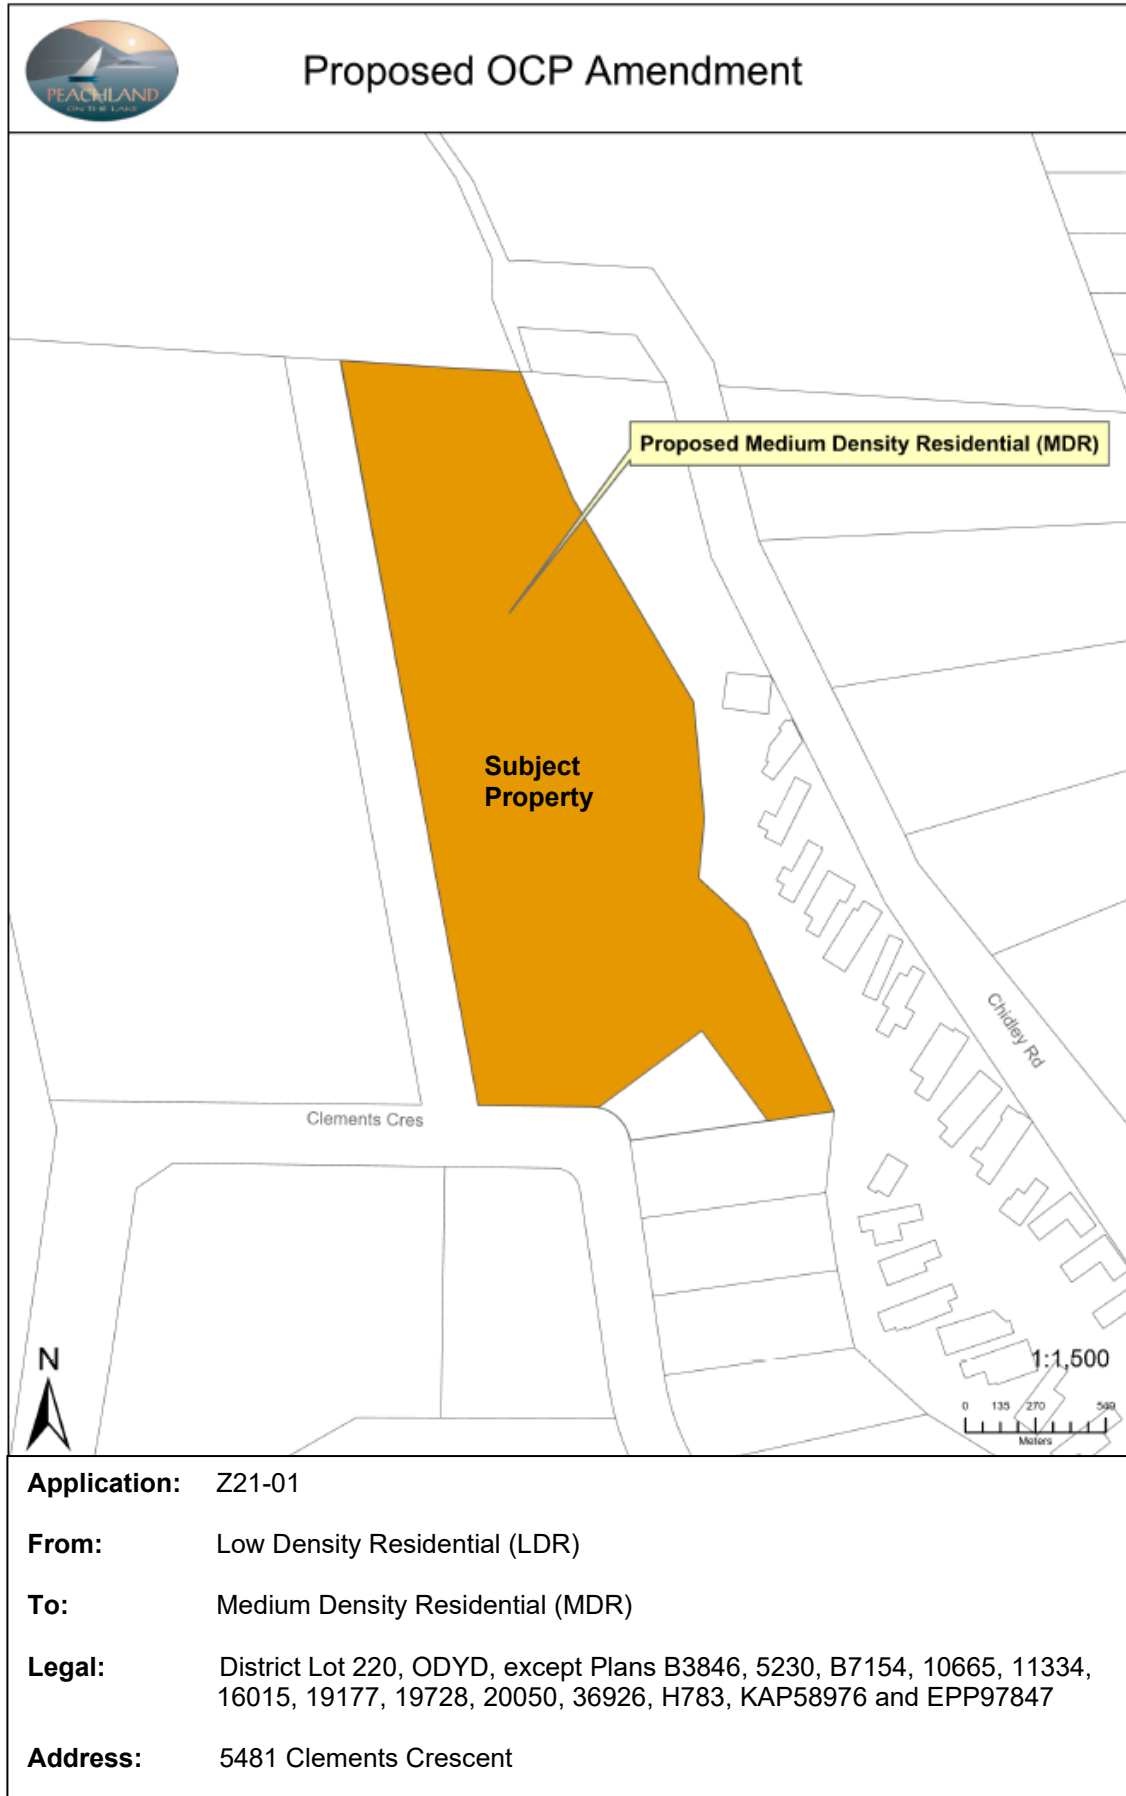 PEACHLAND
ON THE LAKE
Proposed OCP Amendment
Proposed Medium Density Residential (MDR)
Subject
Property
Chidley Rd
Clements Cres
N
1:1,500
0 135 270 540
Meters
Application: Z21-01
From: Low Density Residential (LDR)
To: Medium Density Residential (MDR)
Legal: District Lot 220, ODYD, except Plans B3846, 5230, B7154, 10665, 11334,
16015, 19177, 19728, 20050, 36926, H783, KAP58976 and EPP97847
Address: 5481 Clements Crescent